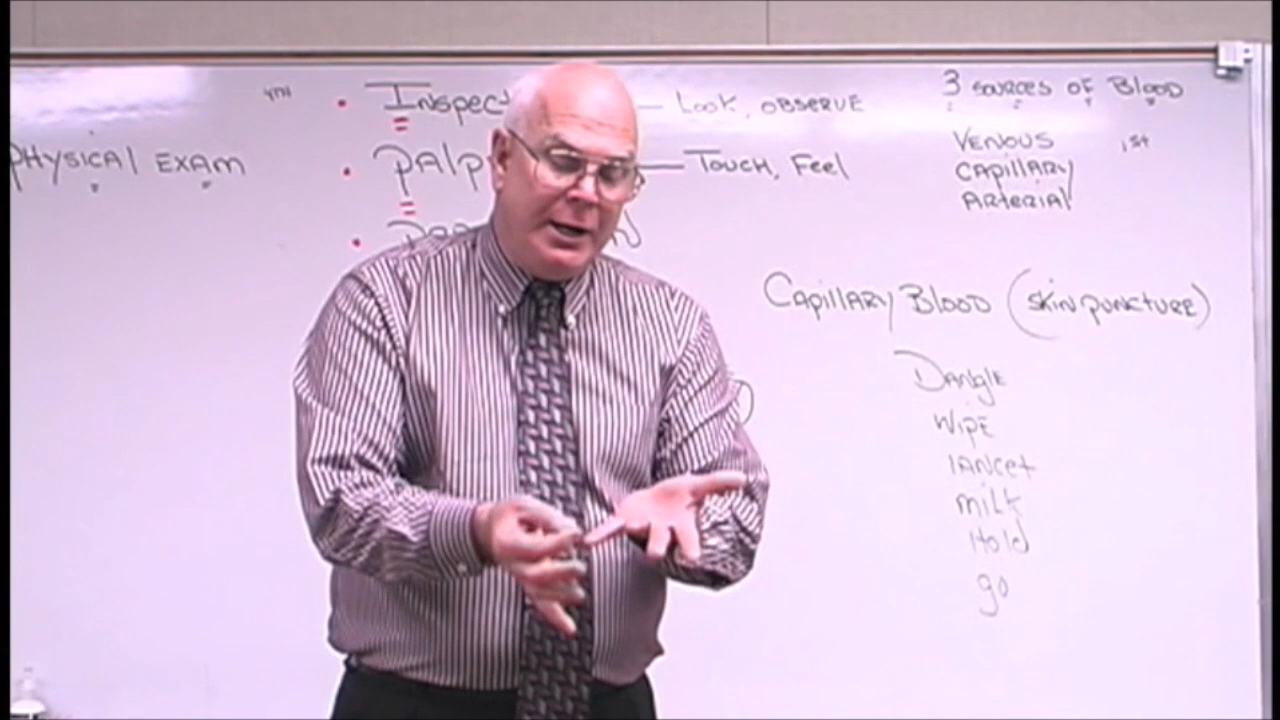 4TH
• Inspect — Look, OBSERVE
PHYSICAL EXAM
• PALP — TOUCH, Feel
•
3 SOURCES OF BLOOD
VENOUS 1st
CAPILLARY
ARTERIAL
CAPILLARY BLOOD (SKIN PUNCTURE)
DANGLE
WIPE
lANCET
MILK
Hold
go